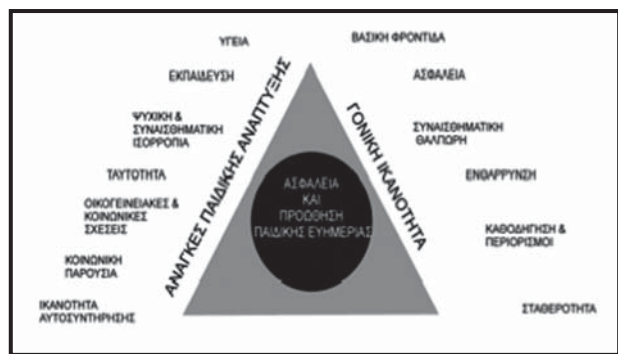 ΥΓΕΙΑ
ΕΚΠΑΙΔΕΥΣΗ
ΨΥΧΙΚΗ &
ΣΥΝΑΙΣΘΗΜΑΤΙΚΗ
ΙΣΟΡΡΟΠΙΑ
ΤΑΥΤΟΤΗΤΑ
ΟΙΚΟΓΕΙΝΕΙΑΚΕΣ &
ΚΟΙΝΩΝΙΚΕΣ
ΣΧΕΣΕΙΣ
ΚΟΙΝΩΝΙΚΗ
ΠΑΡΟΥΣΙΑ
ΙΚΑΝΟΤΗΤΑ
ΑΥΤΟΣΥΝΤΗΡΗΣΗΣ
ΑΝΑΓΚΕΣ ΠΑΙΔΙΚΗΣ ΑΝΑΠΤΥΞΗΣ
ΑΣΦΑΛΕΙΑ
ΚΑΙ
ΠΡΟΩΘΗΣΗ
ΠΑΙΔΙΚΗΣ ΕΥΗΜΕΡΙΑΣ
ΓΟΝΙΚΗ ΙΚΑΝΟΤΗΤΑ
ΒΑΣΙΚΗ ΦΡΟΝΤΙΔΑ
ΑΣΦΑΛΕΙΑ
ΣΥΝΑΙΣΘΗΜΑΤΙΚΗ
ΘΑΛΠΩΡΗ
ΕΝΘΑΡΡΥΝΣΗ
ΚΑΘΟΔΗΓΗΣΗ &
ΠΕΡΙΟΡΙΣΜΟΙ
ΣΤΑΘΕΡΟΤΗΤΑ